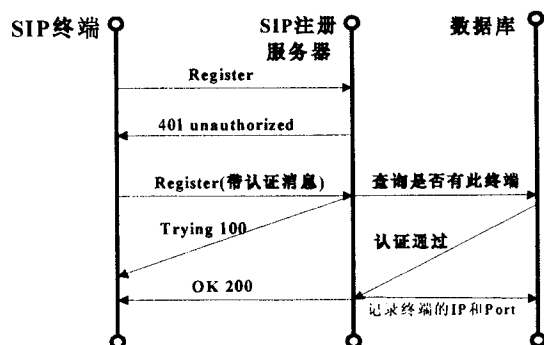 SIP终端
SIP注册
服务器
数据库
Register
401 unauthorized
Register(带认证消息)
查询是否有此终端
Trying 100
认证通过
OK 200
记录终端的IP和Port